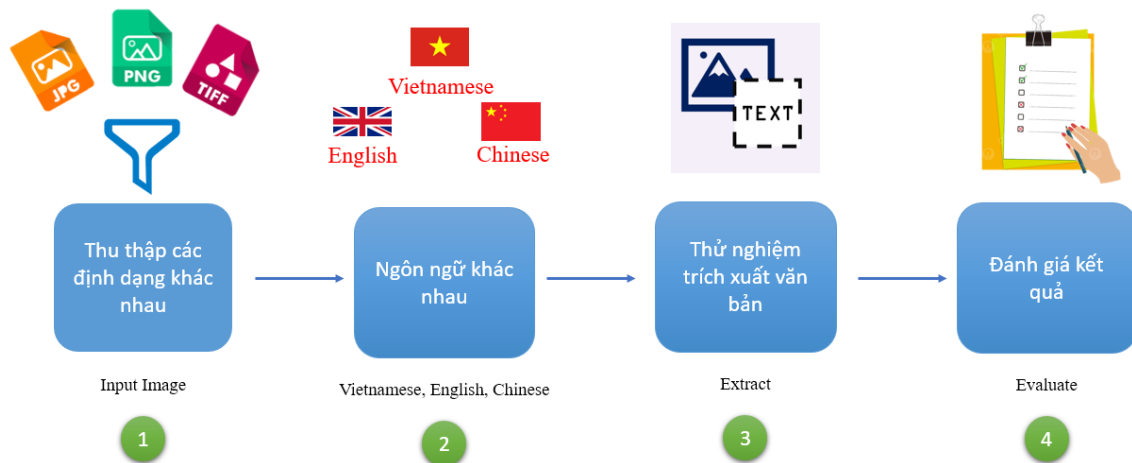 JPG
PNG
TIFF
Vietnamese
English
Chinese
TEXT
Thu thập các
định dạng khác
nhau
Ngôn ngữ khác
nhau
Thử nghiệm
trích xuất văn
bản
Đánh giá kết
quả
Input Image
Vietnamese, English, Chinese
Extract
Evaluate
1
2
3
4